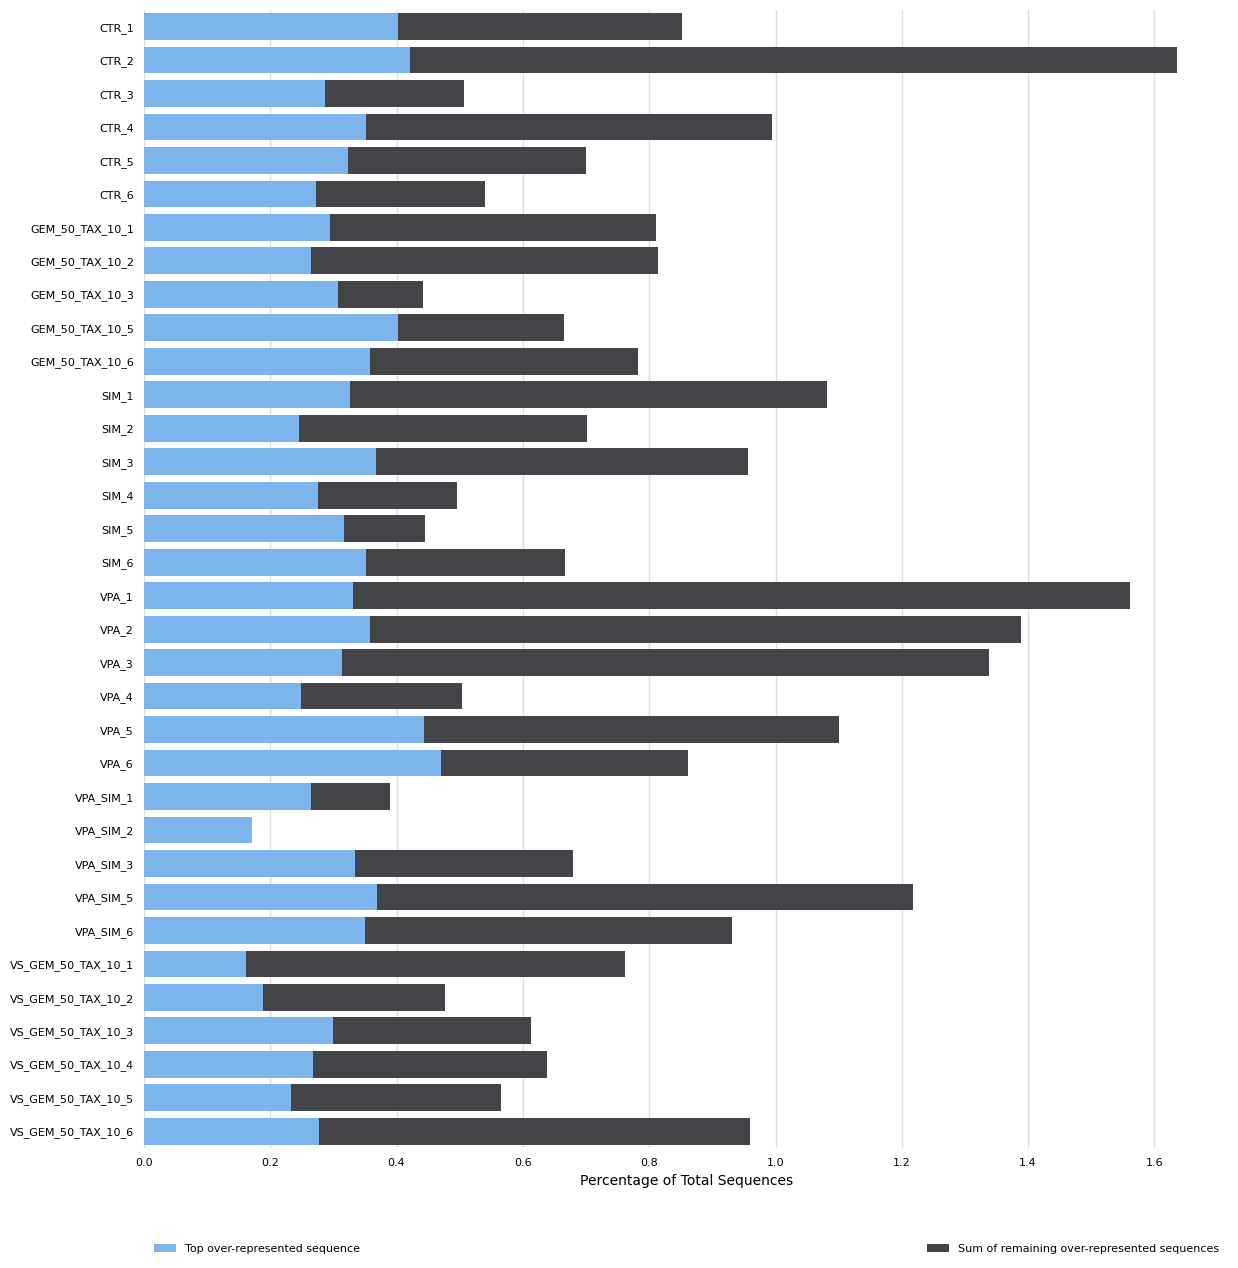 CTR_1
CTR_2
CTR_3
CTR_4
CTR_5
CTR_6
GEM_50_TAX_10_1
GEM_50_TAX_10_2
GEM_50_TAX_10_3
GEM_50_TAX_10_5
GEM_50_TAX_10_6
SIM_1
SIM_2
SIM_3
SIM_4
SIM_5
SIM_6
VPA_1
VPA_2
VPA_3
VPA_4
VPA_5
VPA_6
VPA_SIM_1
VPA_SIM_2
VPA_SIM_3
VPA_SIM_5
VPA_SIM_6
VS_GEM_50_TAX_10_1
VS_GEM_50_TAX_10_2
VS_GEM_50_TAX_10_3
VS_GEM_50_TAX_10_4
VS_GEM_50_TAX_10_5
VS_GEM_50_TAX_10_6
0.0 0.2 0.4 0.6 0.8 1.0 1.2 1.4 1.6
Percentage of Total Sequences
Top over-represented sequence Sum of remaining over-represented sequences